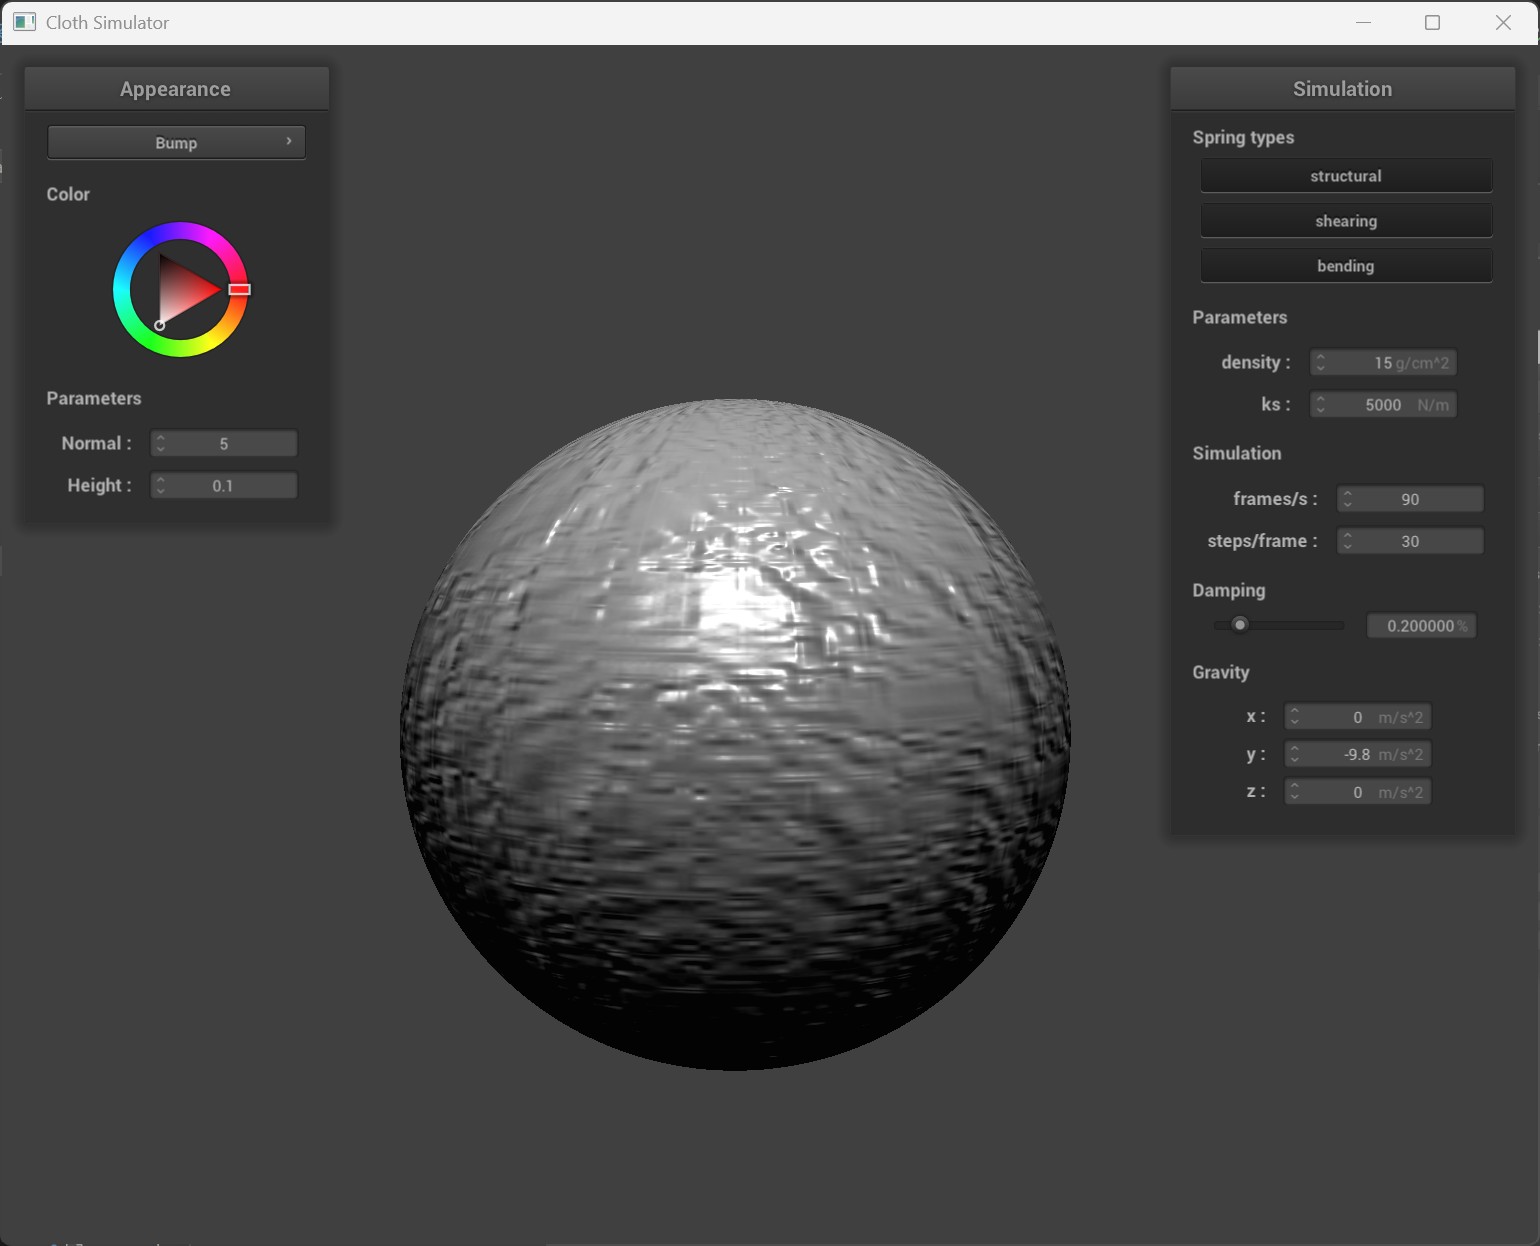 Cloth Simulator
Appearance
Bump
Color
Parameters
Normal : 5
Height : 0.1
Simulation
Spring types
structural
shearing
bending
Parameters
density : 15 g/cm^2
ks : 5000 N/m
Simulation
frames/s : 90
steps/frame : 30
Damping
0.200000 %
Gravity
x : 0 m/s^2
y : -9.8 m/s^2
z : 0 m/s^2